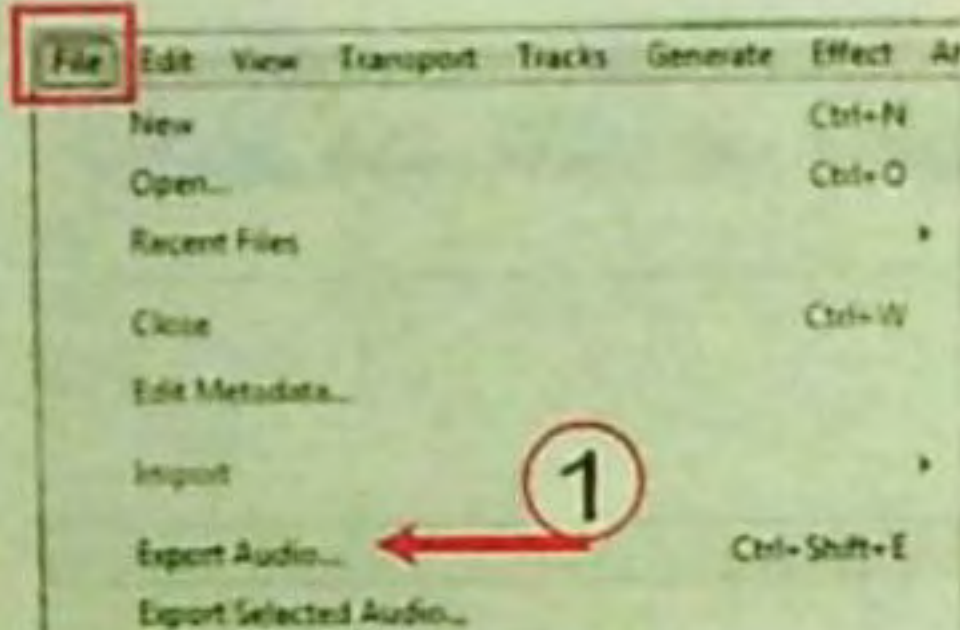 File Edit View Transport Tracks Generate Effect
New Ctrl+N
Open... Ctrl+O
Recent Files
Close Ctrl+W
Edit Metadata...
Import
1
Export Audio... Ctrl+Shift+E
Export Selected Audio...